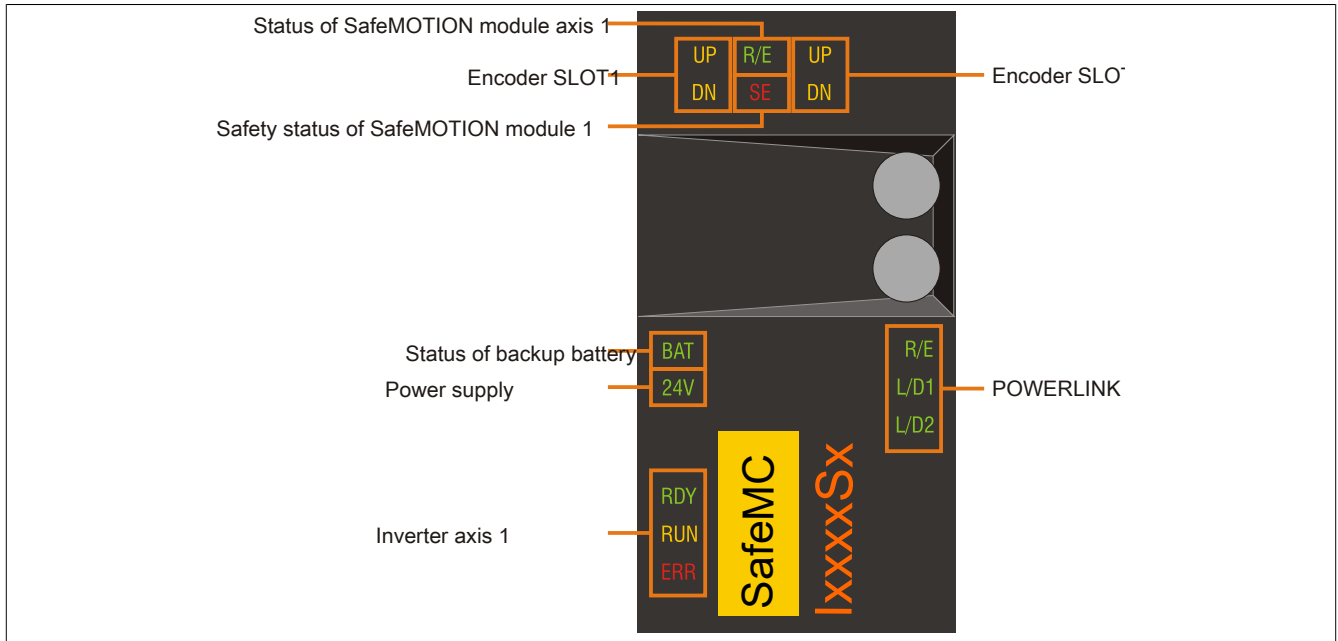 Status of SafeMOTION module axis 1
UP R/E UP
Encoder SLOT1
Encoder SLO
DN SE DN
Safety status of SafeMOTION module 1
Status of backup battery
BAT
R/E
Power supply
24V
L/D1
POWERLINK
L/D2
RDY
Inverter axis 1
RUN
ERR
SafeMC
IxxxxSx